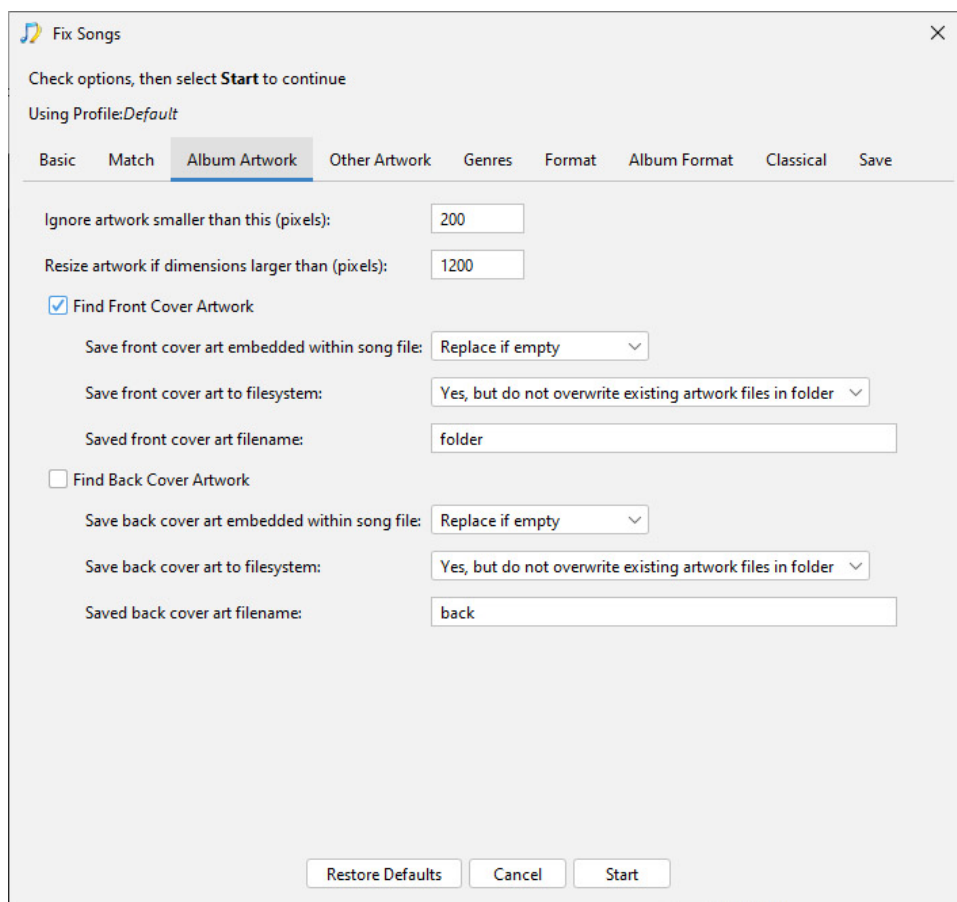 Fix Songs
Check options, then select Start to continue
Using Profile:Default
Basic Match Album Artwork Other Artwork Genres Format Album Format Classical Save
Ignore artwork smaller than this (pixels): 200
Resize artwork if dimensions larger than (pixels): 1200
Find Front Cover Artwork
Save front cover art embedded within song file: Replace if empty
Save front cover art to filesystem: Yes, but do not overwrite existing artwork files in folder
Saved front cover art filename: folder
Find Back Cover Artwork
Save back cover art embedded within song file: Replace if empty
Save back cover art to filesystem: Yes, but do not overwrite existing artwork files in folder
Saved back cover art filename: back
Restore Defaults Cancel Start